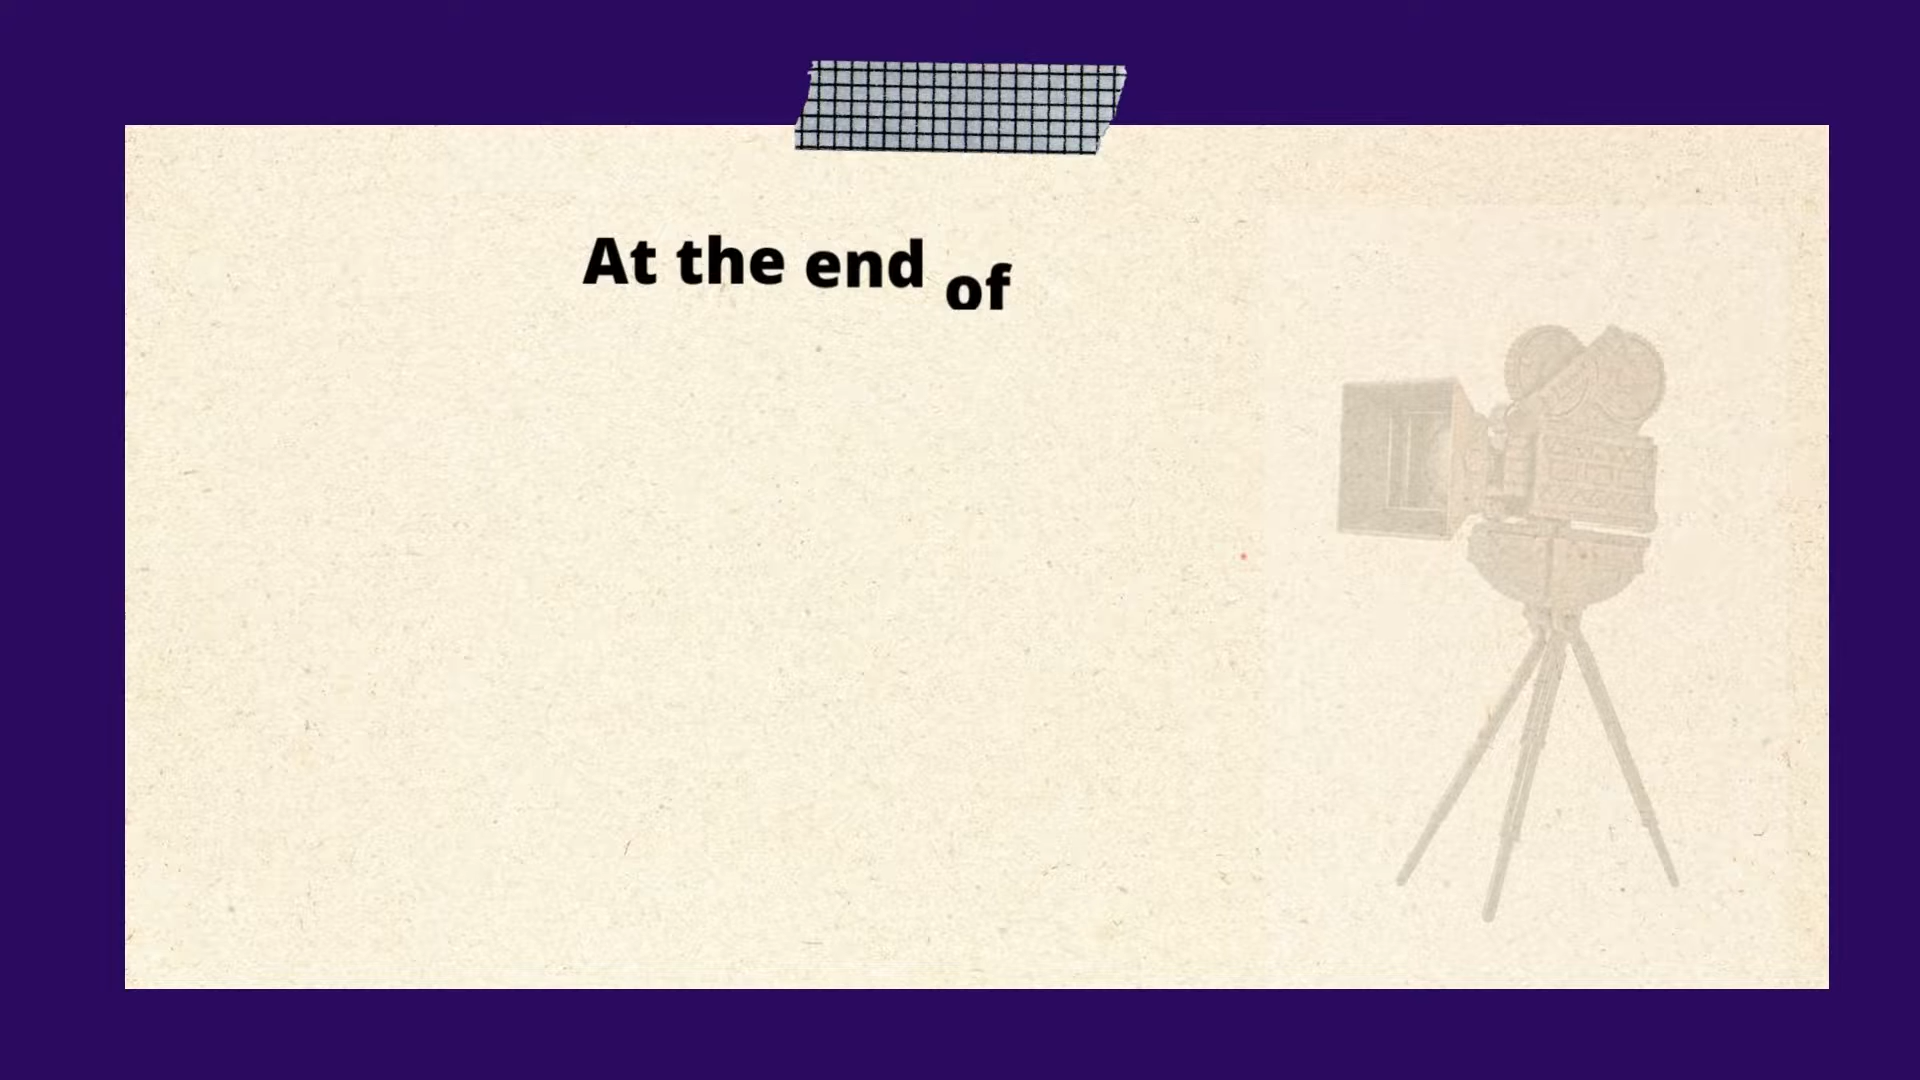 At the end of